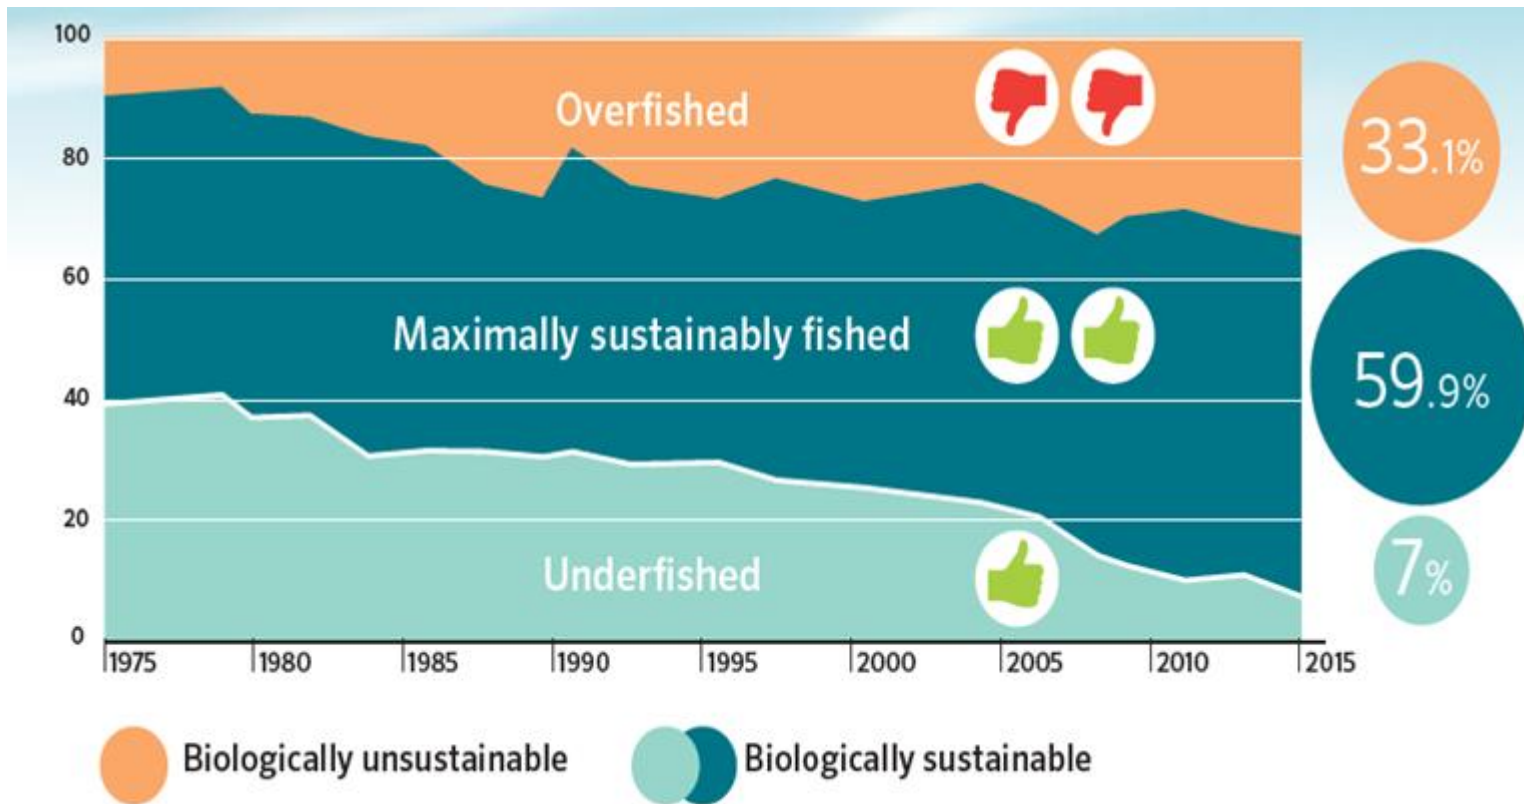 100
Overfished
80
33.1%
60
Maximally sustainably fished
59.9%
40
20
Underfished
7%
0
1975 1980 1985 1990 1995 2000 2005 2010 2015
Biologically unsustainable Biologically sustainable